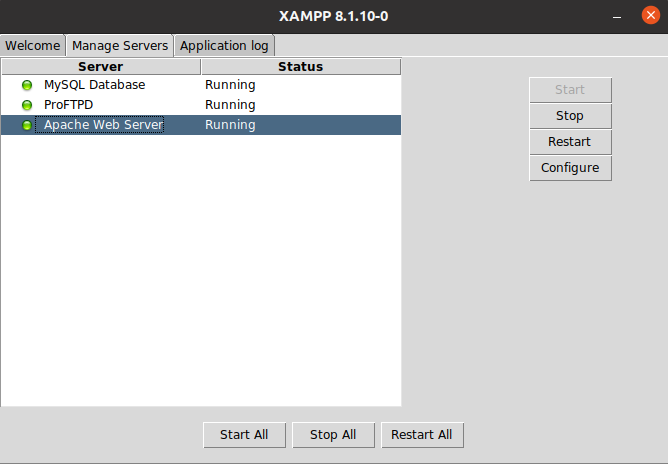 XAMPP 8.1.10-0
Welcome Manage Servers Application log
Server Status
MySQL Database Running
ProFTPD Running
Apache Web Server Running
Start
Stop
Restart
Configure
Start All Stop All Restart All